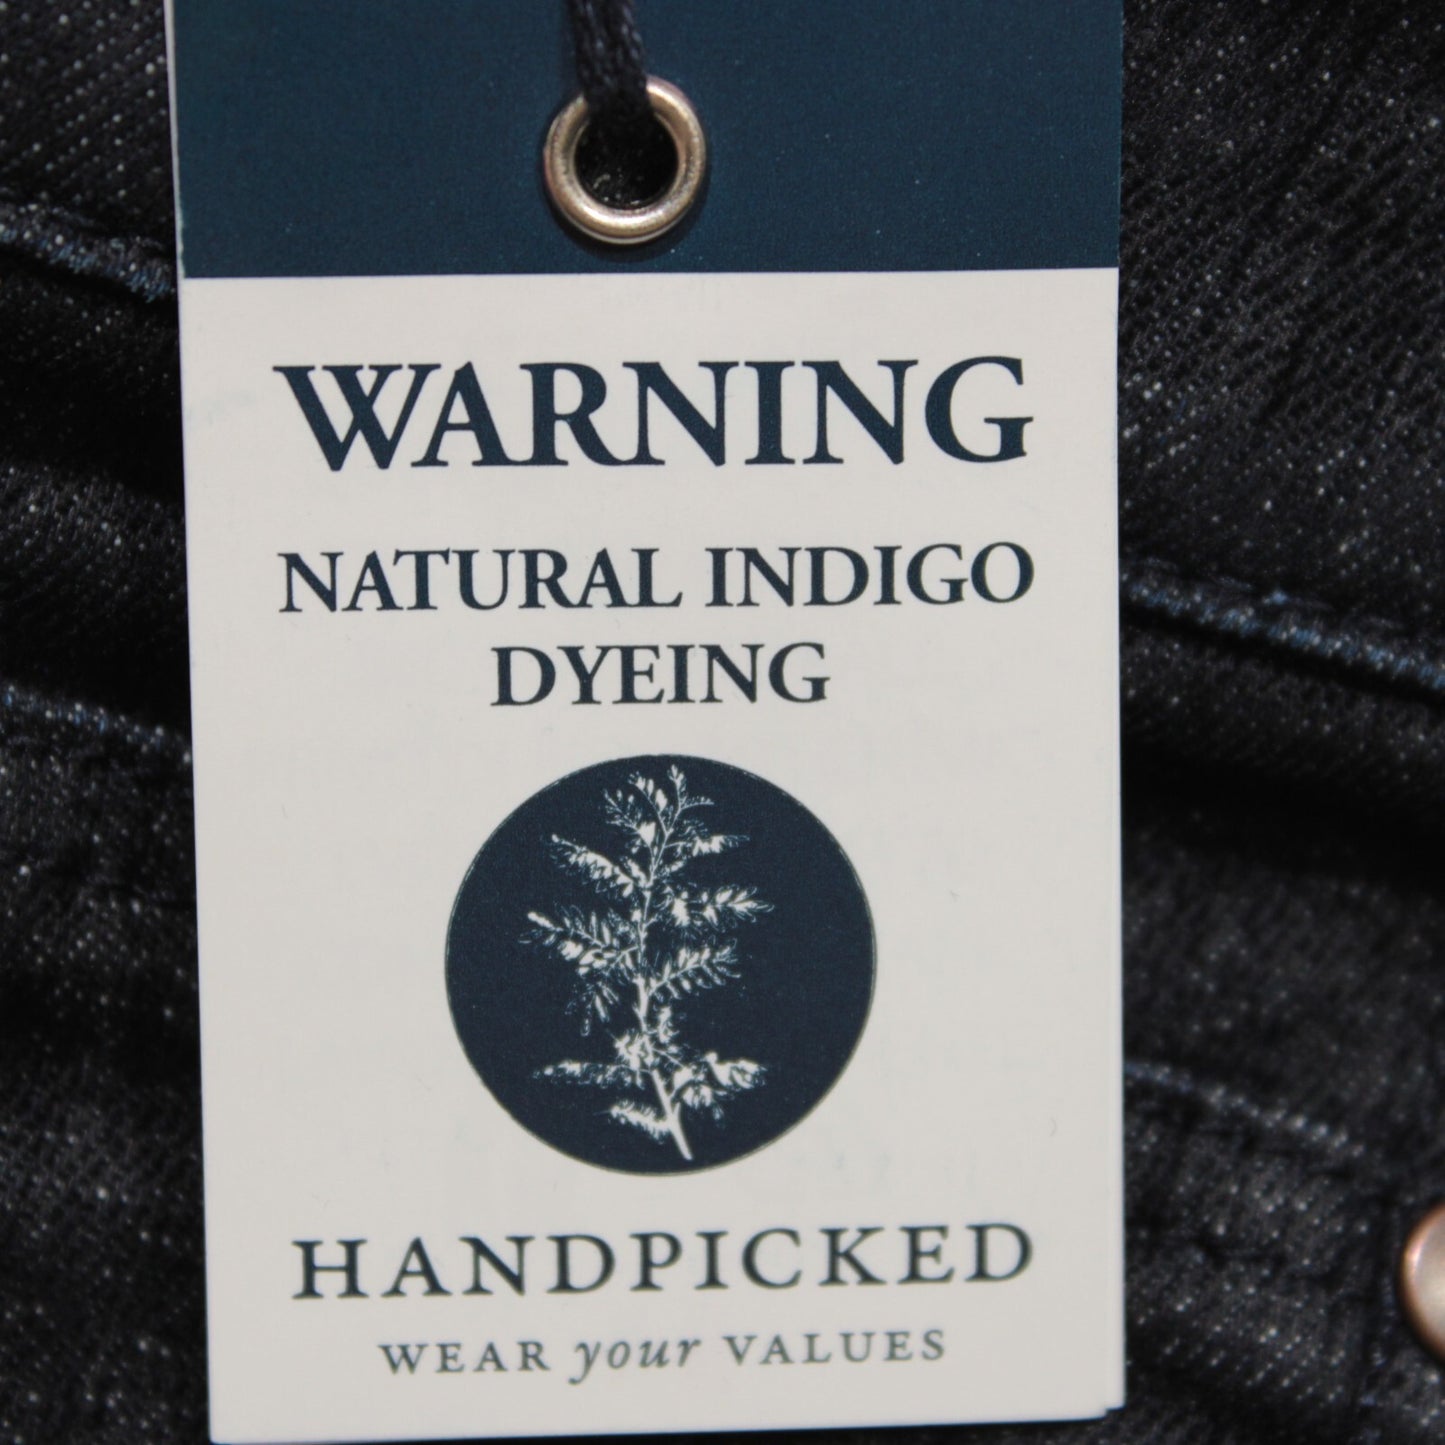 WARNING
NATURAL INDIGO
DYEING
HANDPICKED
WEAR your VALUES